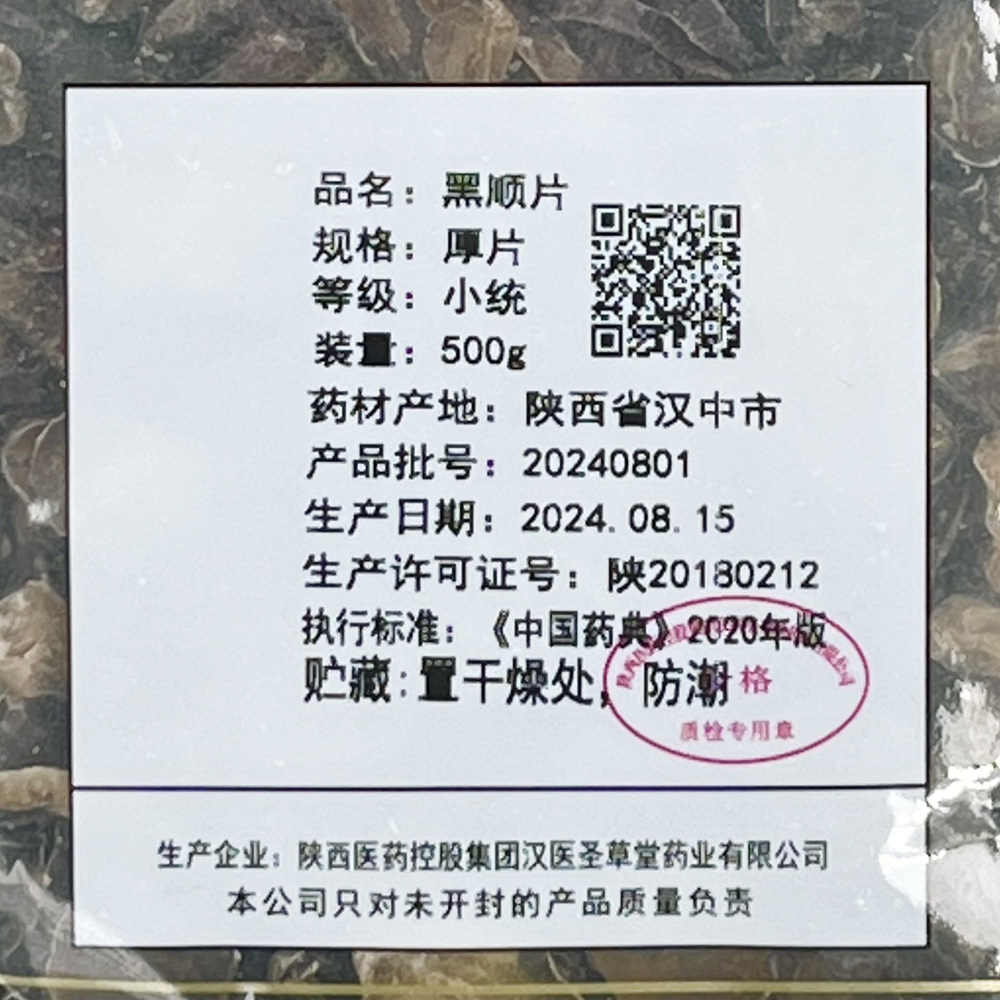 品名：黑顺片
规格：厚片
等级：小统
装量：500g
药材产地：陕西省汉中市
产品批号：20240801
生产日期：2024.08.15
生产许可证号：陕20180212
执行标准：《中国药典》2020年版
贮藏：置干燥处，防潮
格
质检专用章
生产企业：陕西医药控股集团汉医圣草堂药业有限公司
本公司只对未开封的产品质量负责